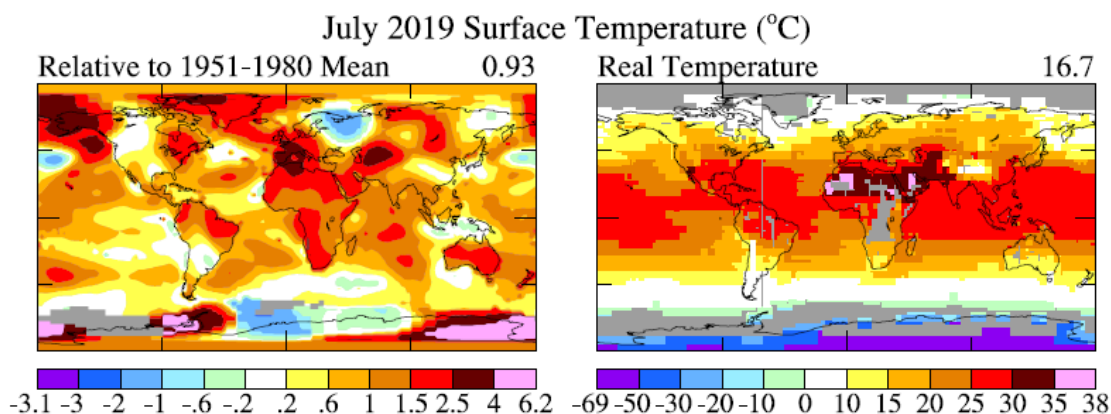 July 2019 Surface Temperature (°C)
Relative to 1951-1980 Mean 0.93
Real Temperature 16.7
-3.1 -3 -2 -1 -.6 -.2 .2 .6 1 1.5 2.5 4 6.2
-69 -50 -30 -20 -10 0 10 15 20 25 30 35 38